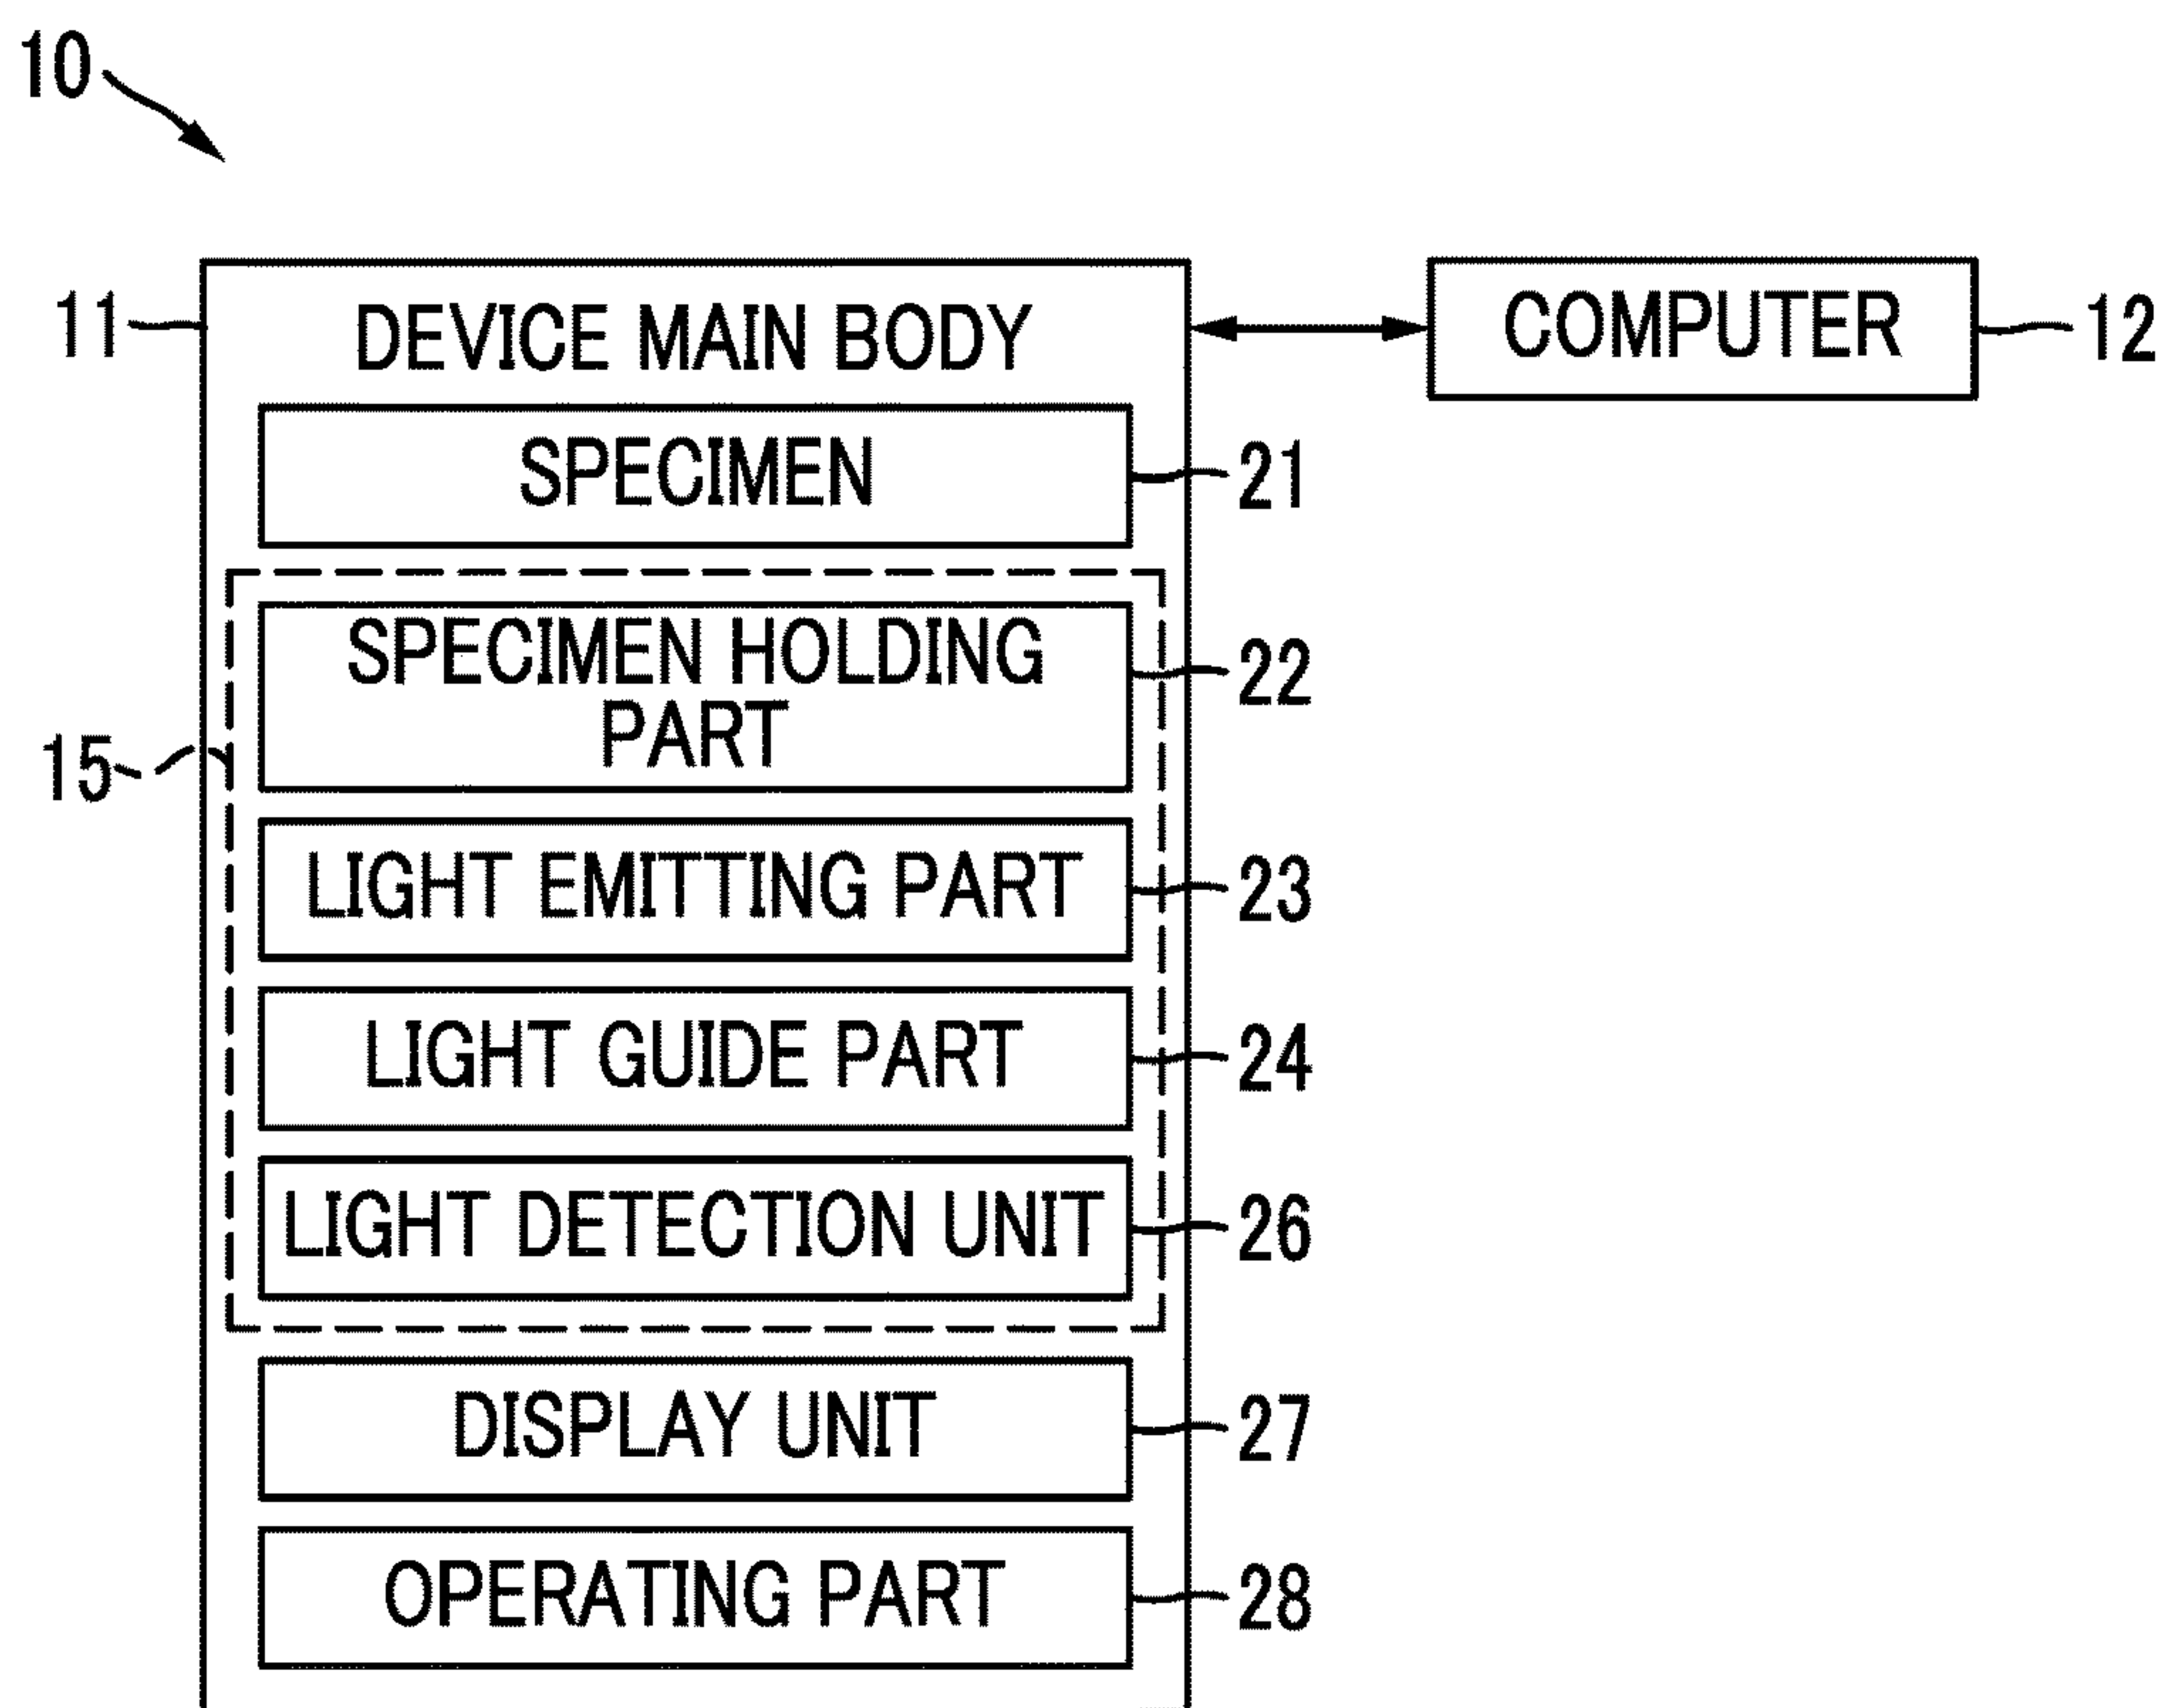 10
11 DEVICE MAIN BODY COMPUTER 12
SPECIMEN 21
SPECIMEN HOLDING
PART 22
15
LIGHT EMITTING PART 23
LIGHT GUIDE PART 24
LIGHT DETECTION UNIT 26
DISPLAY UNIT 27
OPERATING PART 28